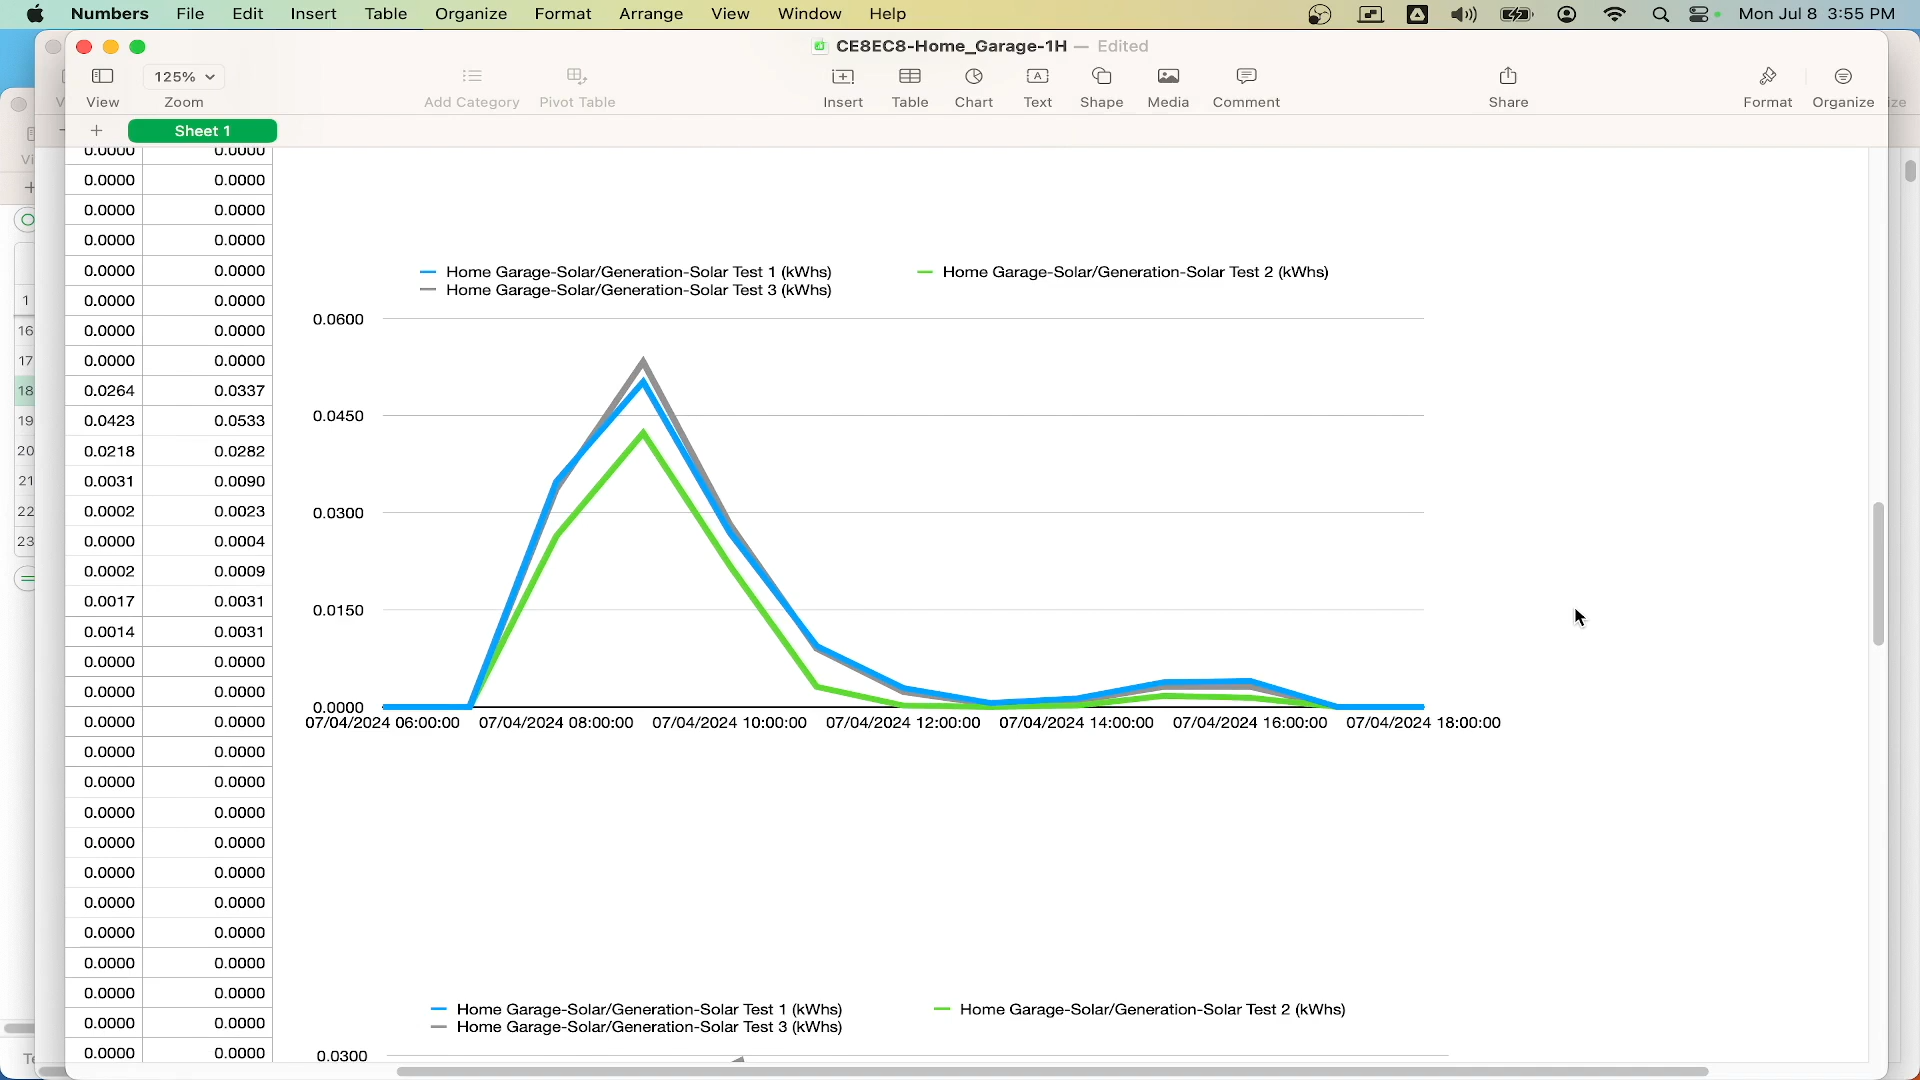 Numbers File Edit Insert Table Organize Format Arrange View Window Help Mon Jul 8 3:55 PM
CE8EC8-Home_Garage-1H — Edited
125%
View Zoom Add Category Pivot Table Insert Table Chart Text Shape Media Comment Share Format Organize
+ Sheet 1
0.0000 0.0000
0.0000 0.0000
0.0000 0.0000
0.0000 0.0000
0.0000 0.0000
1 0.0000 0.0000
16 0.0000 0.0000
17 0.0000 0.0000
18 0.0264 0.0337
19 0.0423 0.0533
20 0.0218 0.0282
21 0.0031 0.0090
22 0.0002 0.0023
23 0.0000 0.0004
0.0002 0.0009
0.0017 0.0031
0.0014 0.0031
0.0000 0.0000
0.0000 0.0000
0.0000 0.0000
0.0000 0.0000
0.0000 0.0000
0.0000 0.0000
0.0000 0.0000
0.0000 0.0000
0.0000 0.0000
0.0000 0.0000
0.0000 0.0000
0.0000 0.0000
0.0000 0.0000
0.0000 0.0000
Home Garage-Solar/Generation-Solar Test 1 (kWhs) Home Garage-Solar/Generation-Solar Test 2 (kWhs)
Home Garage-Solar/Generation-Solar Test 3 (kWhs)
0.0600
0.0450
0.0300
0.0150
0.0000
07/04/2024 06:00:00 07/04/2024 08:00:00 07/04/2024 10:00:00 07/04/2024 12:00:00 07/04/2024 14:00:00 07/04/2024 16:00:00 07/04/2024 18:00:00
Home Garage-Solar/Generation-Solar Test 1 (kWhs) Home Garage-Solar/Generation-Solar Test 2 (kWhs)
Home Garage-Solar/Generation-Solar Test 3 (kWhs)
0.0300